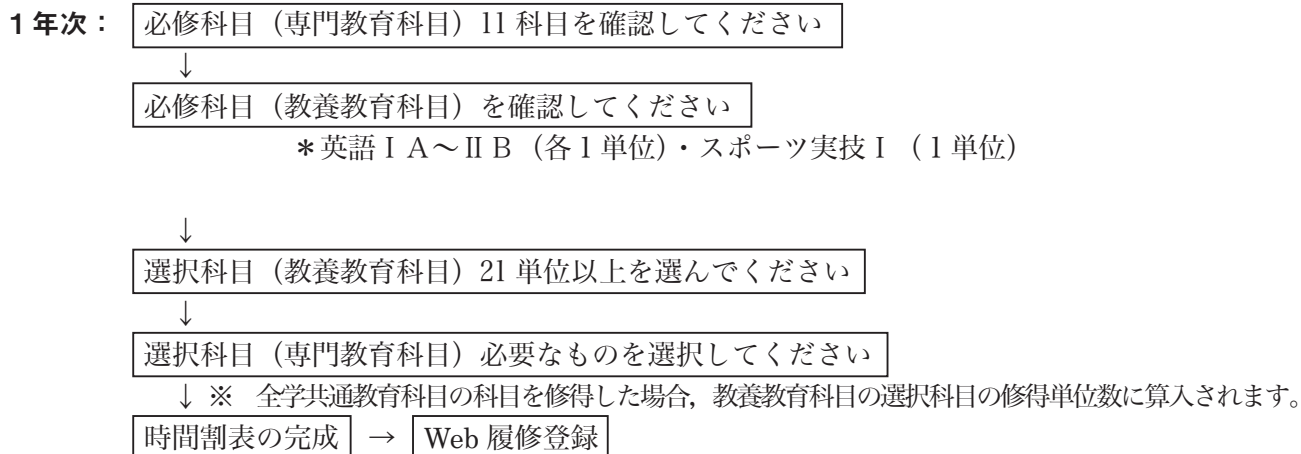 1年次： 必修科目（専門教育科目）11科目を確認してください
↓
必修科目（教養教育科目）を確認してください
＊英語ⅠA～ⅡB（各1単位）・スポーツ実技Ⅰ（1単位）
↓
選択科目（教養教育科目）21単位以上を選んでください
↓
選択科目（専門教育科目）必要なものを選択してください
↓ ※ 全学共通教育科目の科目を修得した場合，教養教育科目の選択科目の修得単位数に算入されます。
時間割表の完成 → Web履修登録